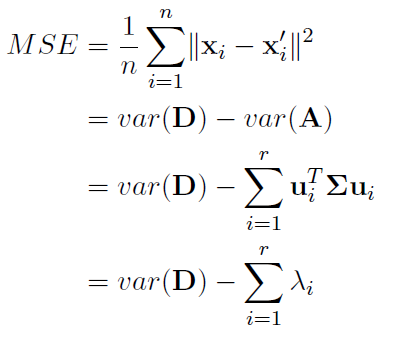 MSE = \frac{1}{n} \sum_{i=1}^{n} \|\mathbf{x}_i - \mathbf{x}_i'\|^2
= var(\mathbf{D}) - var(\mathbf{A})
= var(\mathbf{D}) - \sum_{i=1}^{r} \mathbf{u}_i^T \mathbf{\Sigma} \mathbf{u}_i
= var(\mathbf{D}) - \sum_{i=1}^{r} \lambda_i